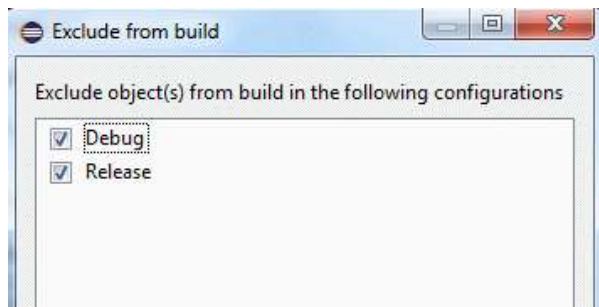 Exclude from build
Exclude object(s) from build in the following configurations
Debug
Release